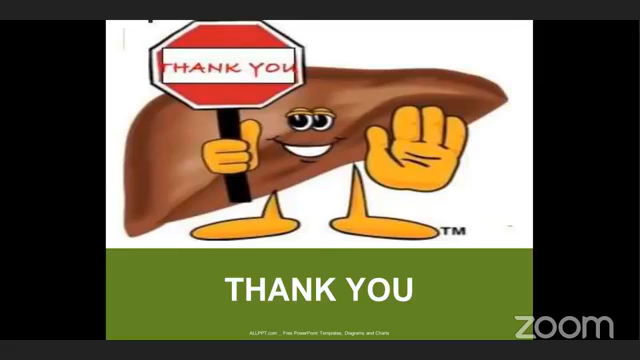 THANK YOU
TM
THANK YOU
ALLPPT.com _ Free PowerPoint Templates, Diagrams and Charts
zoom